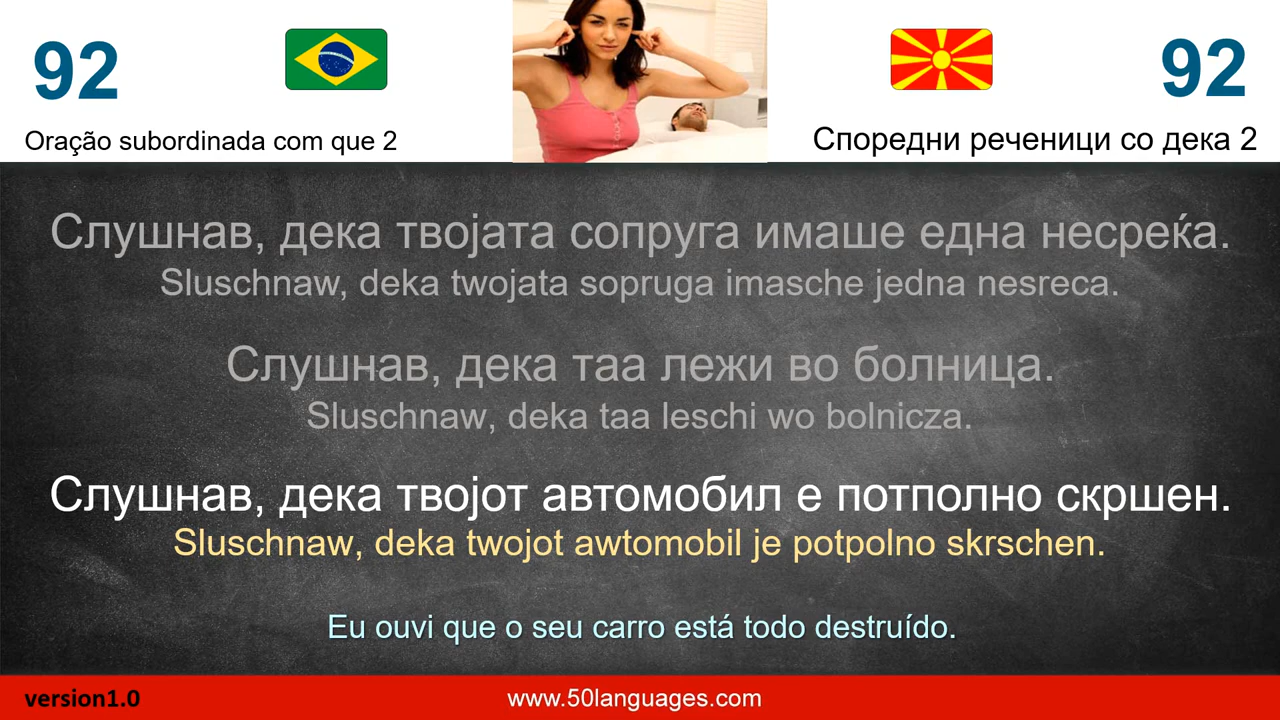 92
92
Oração subordinada com que 2
Споредни реченици со дека 2
Слушнав, дека твојата сопруга имаше една несреќа.
Sluschnaw, deka twojata sopruga imasche jedna nesreca.
Слушнав, дека таа лежи во болница.
Sluschnaw, deka taa leschi wo bolnicza.
Слушнав, дека твојот автомобил е потполно скршен.
Sluschnaw, deka twojot awtomobil je potpolno skrschen.
Eu ouvi que o seu carro está todo destruído.
version1.0
www.50languages.com